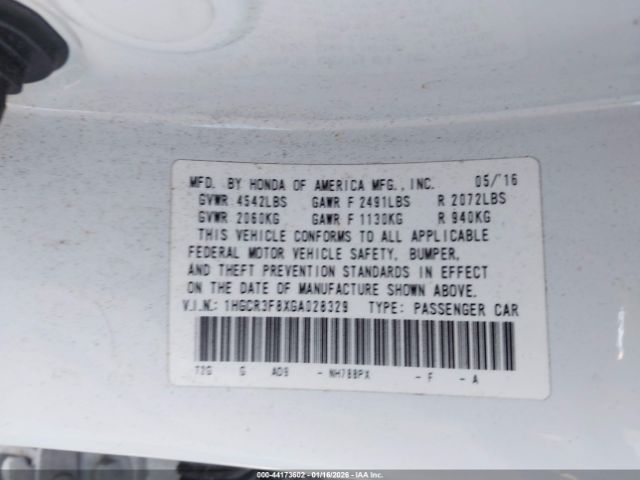 MFD. BY HONDA OF AMERICA MFG., INC. 05/'16
GVWR 4542LBS GAWR F 2491LBS R 2072LBS
GVWR 2060KG GAWR F 1130KG R 940KG
THIS VEHICLE CONFORMS TO ALL APPLICABLE
FEDERAL MOTOR VEHICLE SAFETY, BUMPER,
AND THEFT PREVENTION STANDARDS IN EFFECT
ON THE DATE OF MANUFACTURE SHOWN ABOVE.
V.I.N.: 1HGCR3F8XGA028329 TYPE: PASSENGER CAR
T2G G AD9 - NH788PX - F - A
000-44173602 - 01/16/2026 - IAA Inc.